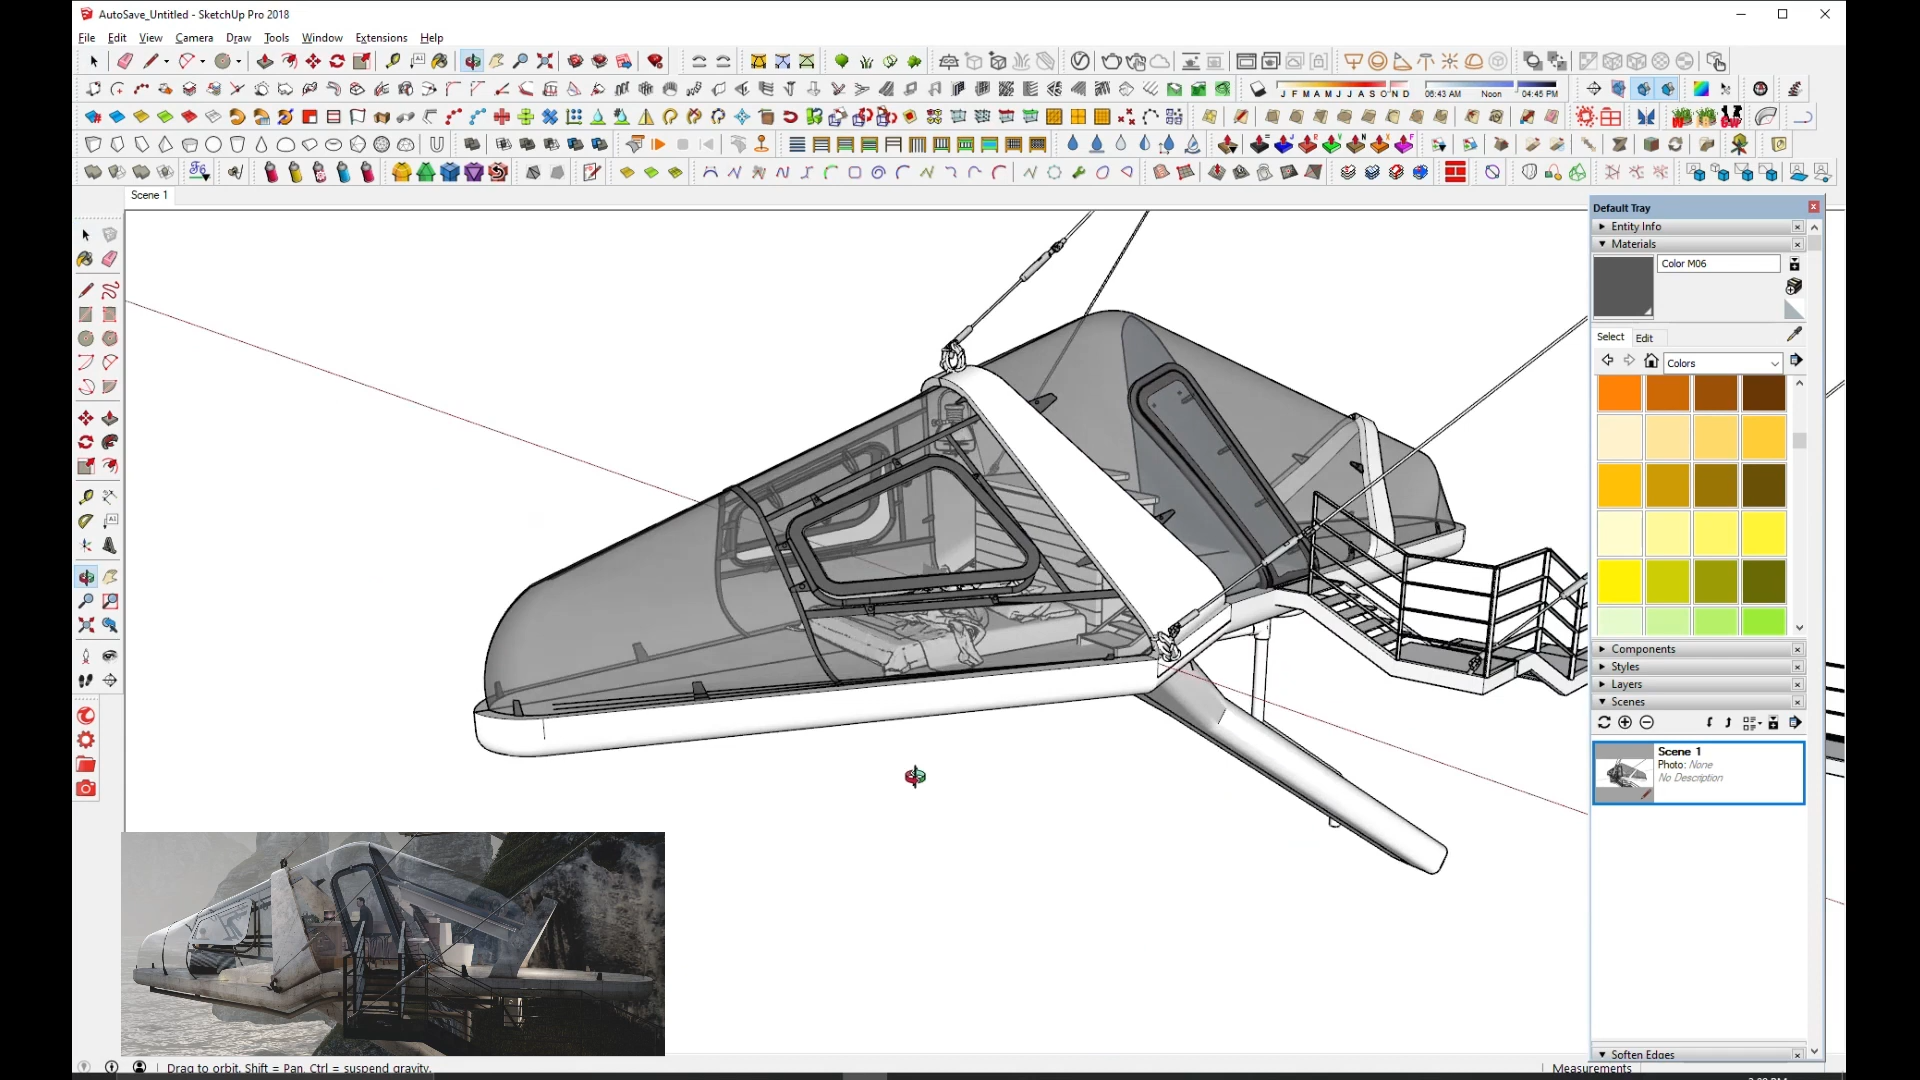 AutoSave_Untitled - SketchUp Pro 2018
File Edit View Camera Draw Tools Window Extensions Help
J F M A M J J A S O N D 06:43 AM Noon 04:45 PM
Scene 1
Default Tray
Entity Info
Materials
Color M06
Select Edit
Colors
Components
Styles
Layers
Scenes
Scene 1
Photo: None
No Description
Soften Edges
Drag to orbit. Shift = Pan, Ctrl = suspend gravity.
Measurements